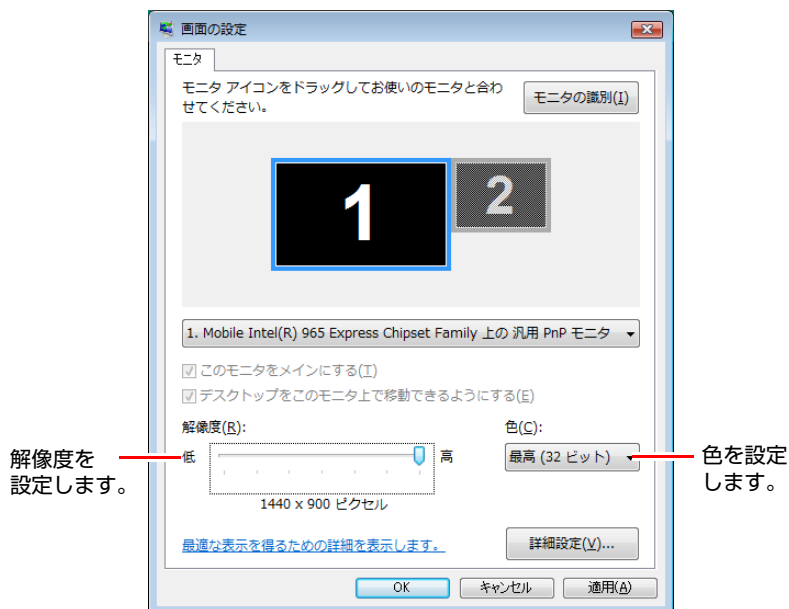 画面の設定
モニタ
モニタ アイコンをドラッグしてお使いのモニタと合わ
せてください。
モニタの識別(I)
1
2
1. Mobile Intel(R) 965 Express Chipset Family 上の 汎用 PnP モニタ
このモニタをメインにする(T)
デスクトップをこのモニタ上で移動できるようにする(E)
解像度(R):
色(C):
低
高
最高 (32 ビット)
1440 x 900 ピクセル
解像度を
設定します。
色を設定
します。
最適な表示を得るための詳細を表示します。
詳細設定(V)...
OK
キャンセル
適用(A)